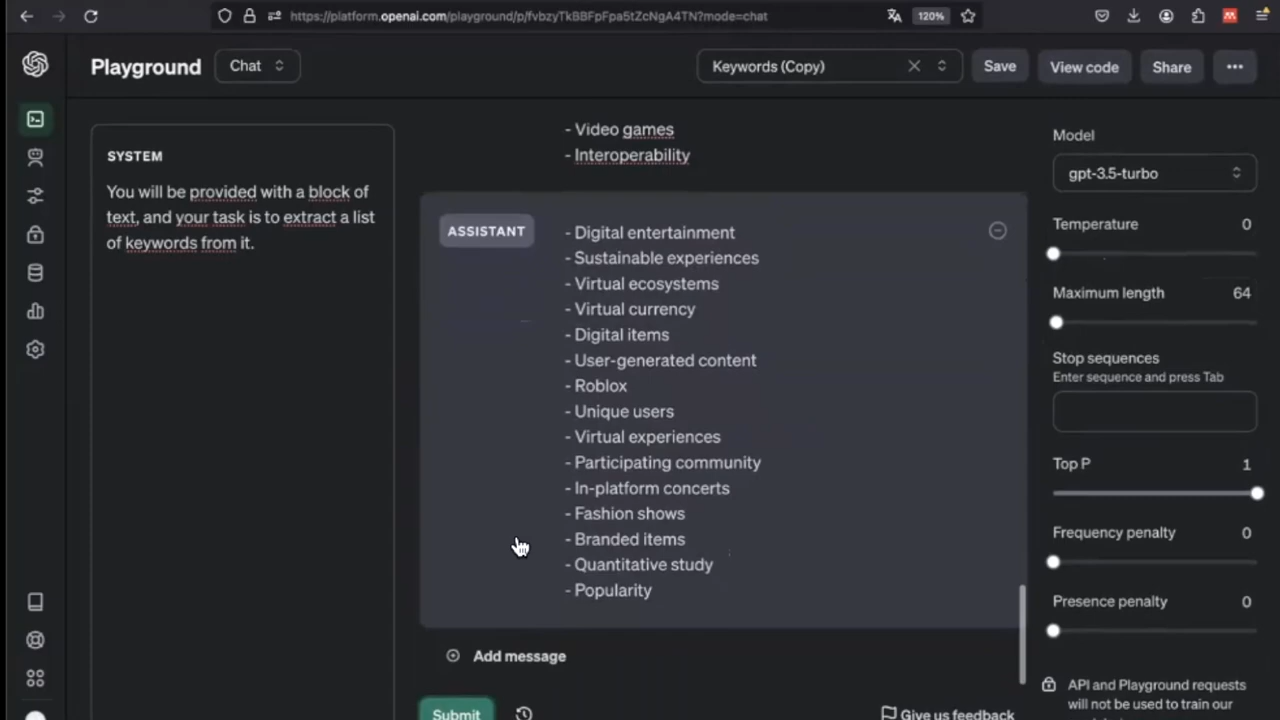 https://platform.openai.com/playground/p/fvbzyTkBBFpFpa5tZcNgA4TN?mode=chat
120%
Playground
Chat
Keywords (Copy)
Save
View code
Share
SYSTEM
You will be provided with a block of
text, and your task is to extract a list
of keywords from it.
- Video games
- Interoperability
ASSISTANT
- Digital entertainment
- Sustainable experiences
- Virtual ecosystems
- Virtual currency
- Digital items
- User-generated content
- Roblox
- Unique users
- Virtual experiences
- Participating community
- In-platform concerts
- Fashion shows
- Branded items
- Quantitative study
- Popularity
Add message
Submit
Give us feedback
Model
gpt-3.5-turbo
Temperature 0
Maximum length 64
Stop sequences
Enter sequence and press Tab
Top P 1
Frequency penalty 0
Presence penalty 0
API and Playground requests
will not be used to train our